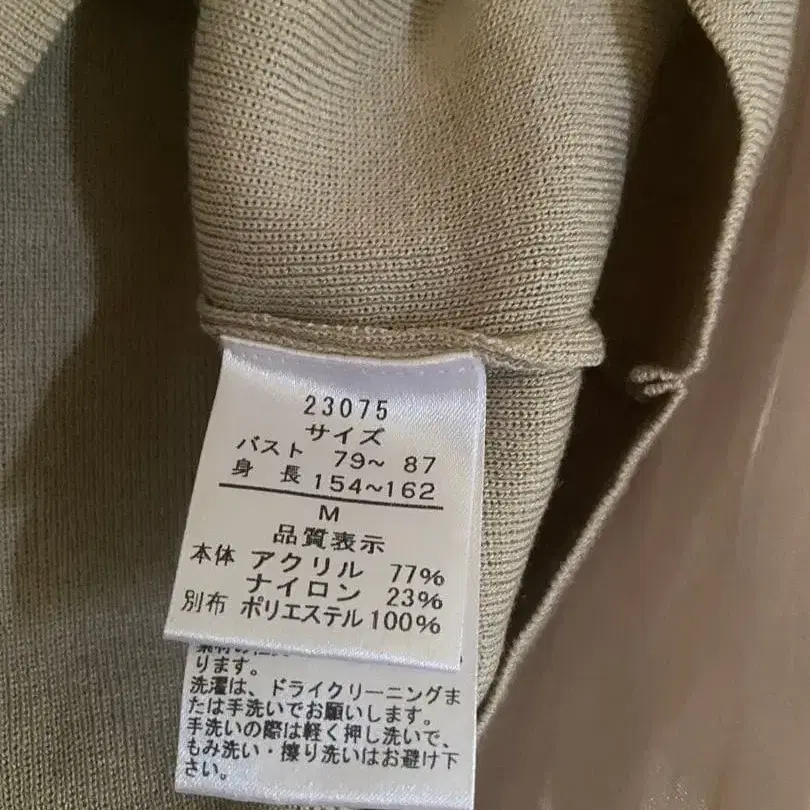 23075
サイズ
バスト 79~ 87
身 長 154~162
M
品質表示
本体 アクリル 77%
ナイロン 23%
別布 ポリエステル 100%
ります。
洗濯は、ドライクリーニングま
たは手洗いでお願いします。
手洗いの際は軽く押し洗いで、
もみ洗い・擦り洗いはお避け下
さい。